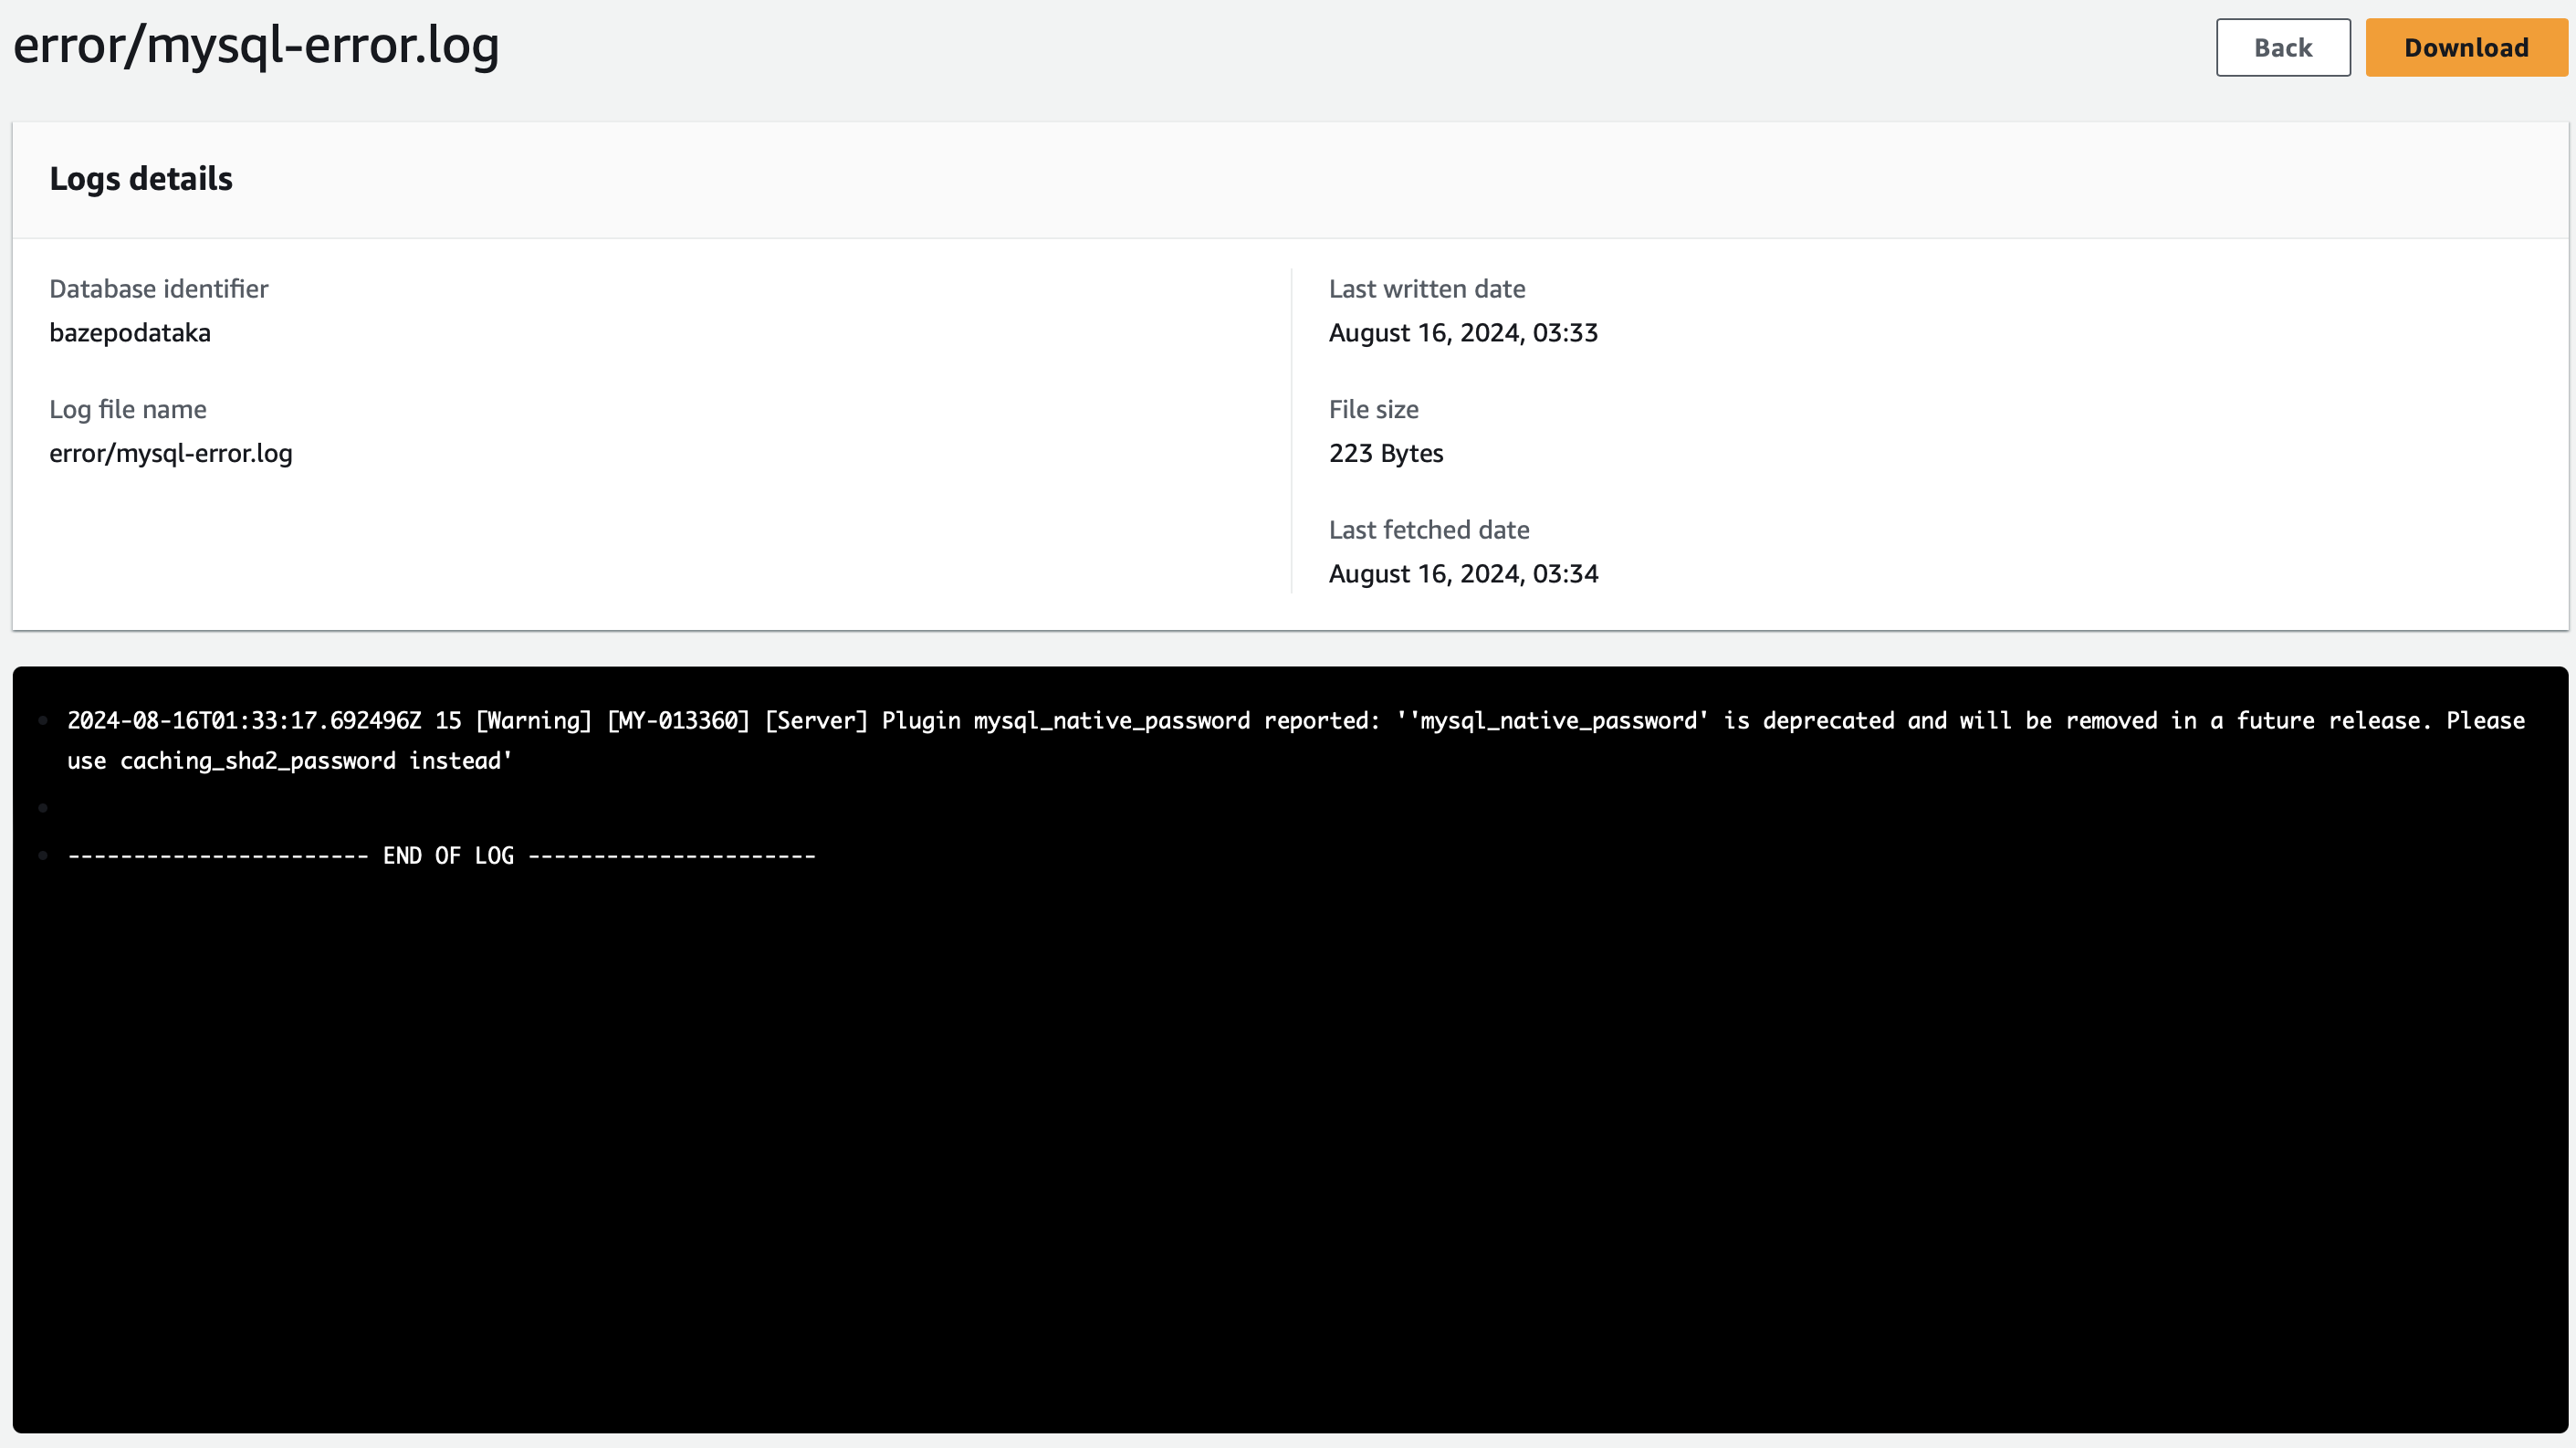 error/mysql-error.log
Back
Download
Logs details
Database identifier
bazepodataka
Log file name
error/mysql-error.log
Last written date
August 16, 2024, 03:33
File size
223 Bytes
Last fetched date
August 16, 2024, 03:34
2024-08-16T01:33:17.692496Z 15 [Warning] [MY-013360] [Server] Plugin mysql_native_password reported: ''mysql_native_password' is deprecated and will be removed in a future release. Please
use caching_sha2_password instead'
----------------------- END OF LOG ----------------------